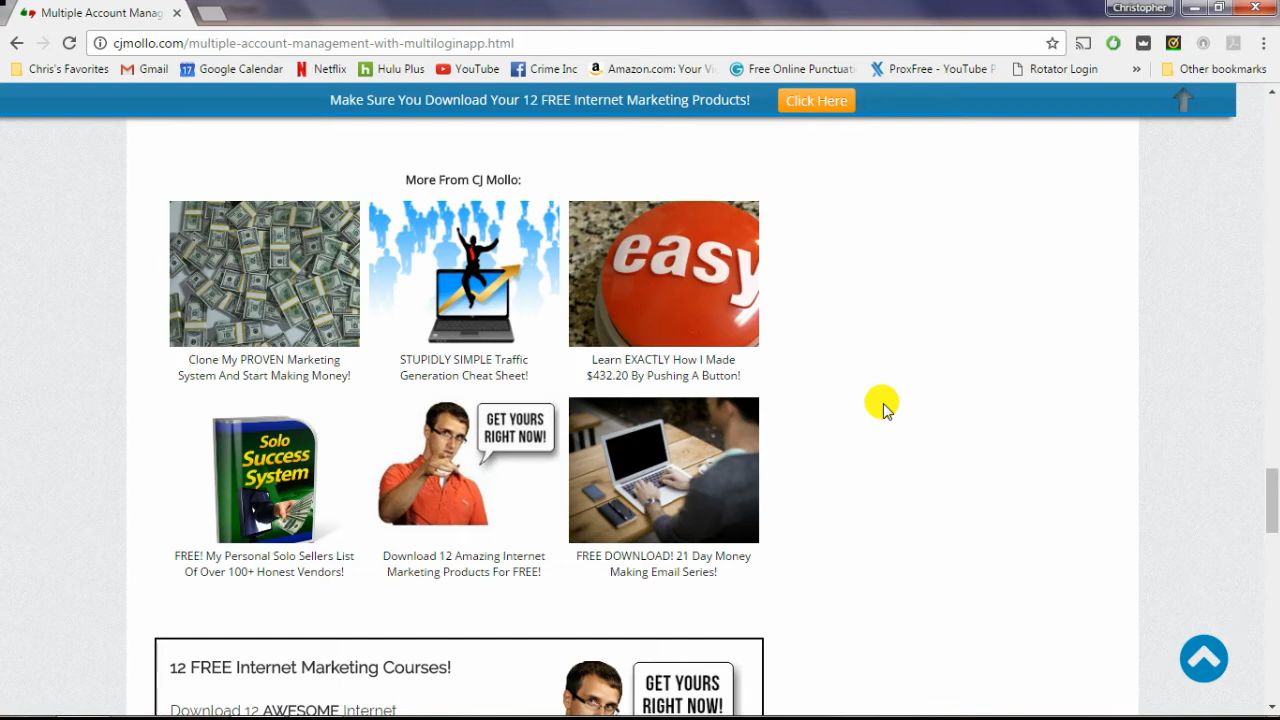 Multiple Account Manag
Christopher
cjmollo.com/multiple-account-management-with-multiloginapp.html
Chris's Favorites
Gmail
17
Google Calendar
N
Netflix
h
Hulu Plus
YouTube
Crime Inc
Amazon.com: Your Vi
Free Online Punctuati
ProxFree - YouTube P
Rotator Login
»
Other bookmarks
Make Sure You Download Your 12 FREE Internet Marketing Products!
Click Here
More From CJ Mollo:
easy
Clone My PROVEN Marketing
System And Start Making Money!
STUPIDLY SIMPLE Traffic
Generation Cheat Sheet!
Learn EXACTLY How I Made
$432.20 By Pushing A Button!
Solo
Success
System
GET YOURS
RIGHT NOW!
FREE! My Personal Solo Sellers List
Of Over 100+ Honest Vendors!
Download 12 Amazing Internet
Marketing Products For FREE!
FREE DOWNLOAD! 21 Day Money
Making Email Series!
12 FREE Internet Marketing Courses!
GET YOURS
RIGHT NOW!
Download 12 AWESOME Internet